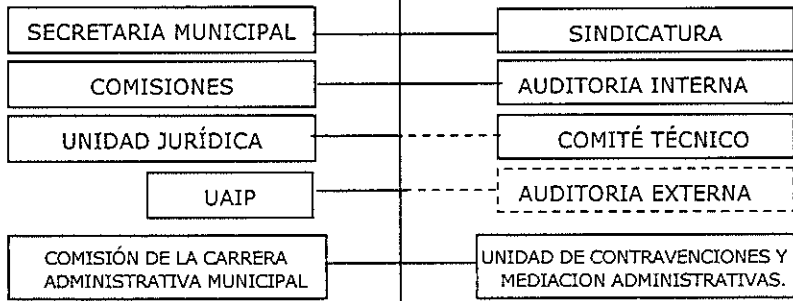 SECRETARIA MUNICIPAL
SINDICATURA
COMISIONES
AUDITORIA INTERNA
UNIDAD JURÍDICA
COMITÉ TÉCNICO
UAIP
AUDITORIA EXTERNA
COMISIÓN DE LA CARRERA
ADMINISTRATIVA MUNICIPAL
UNIDAD DE CONTRAVENCIONES Y
MEDIACION ADMINISTRATIVAS.